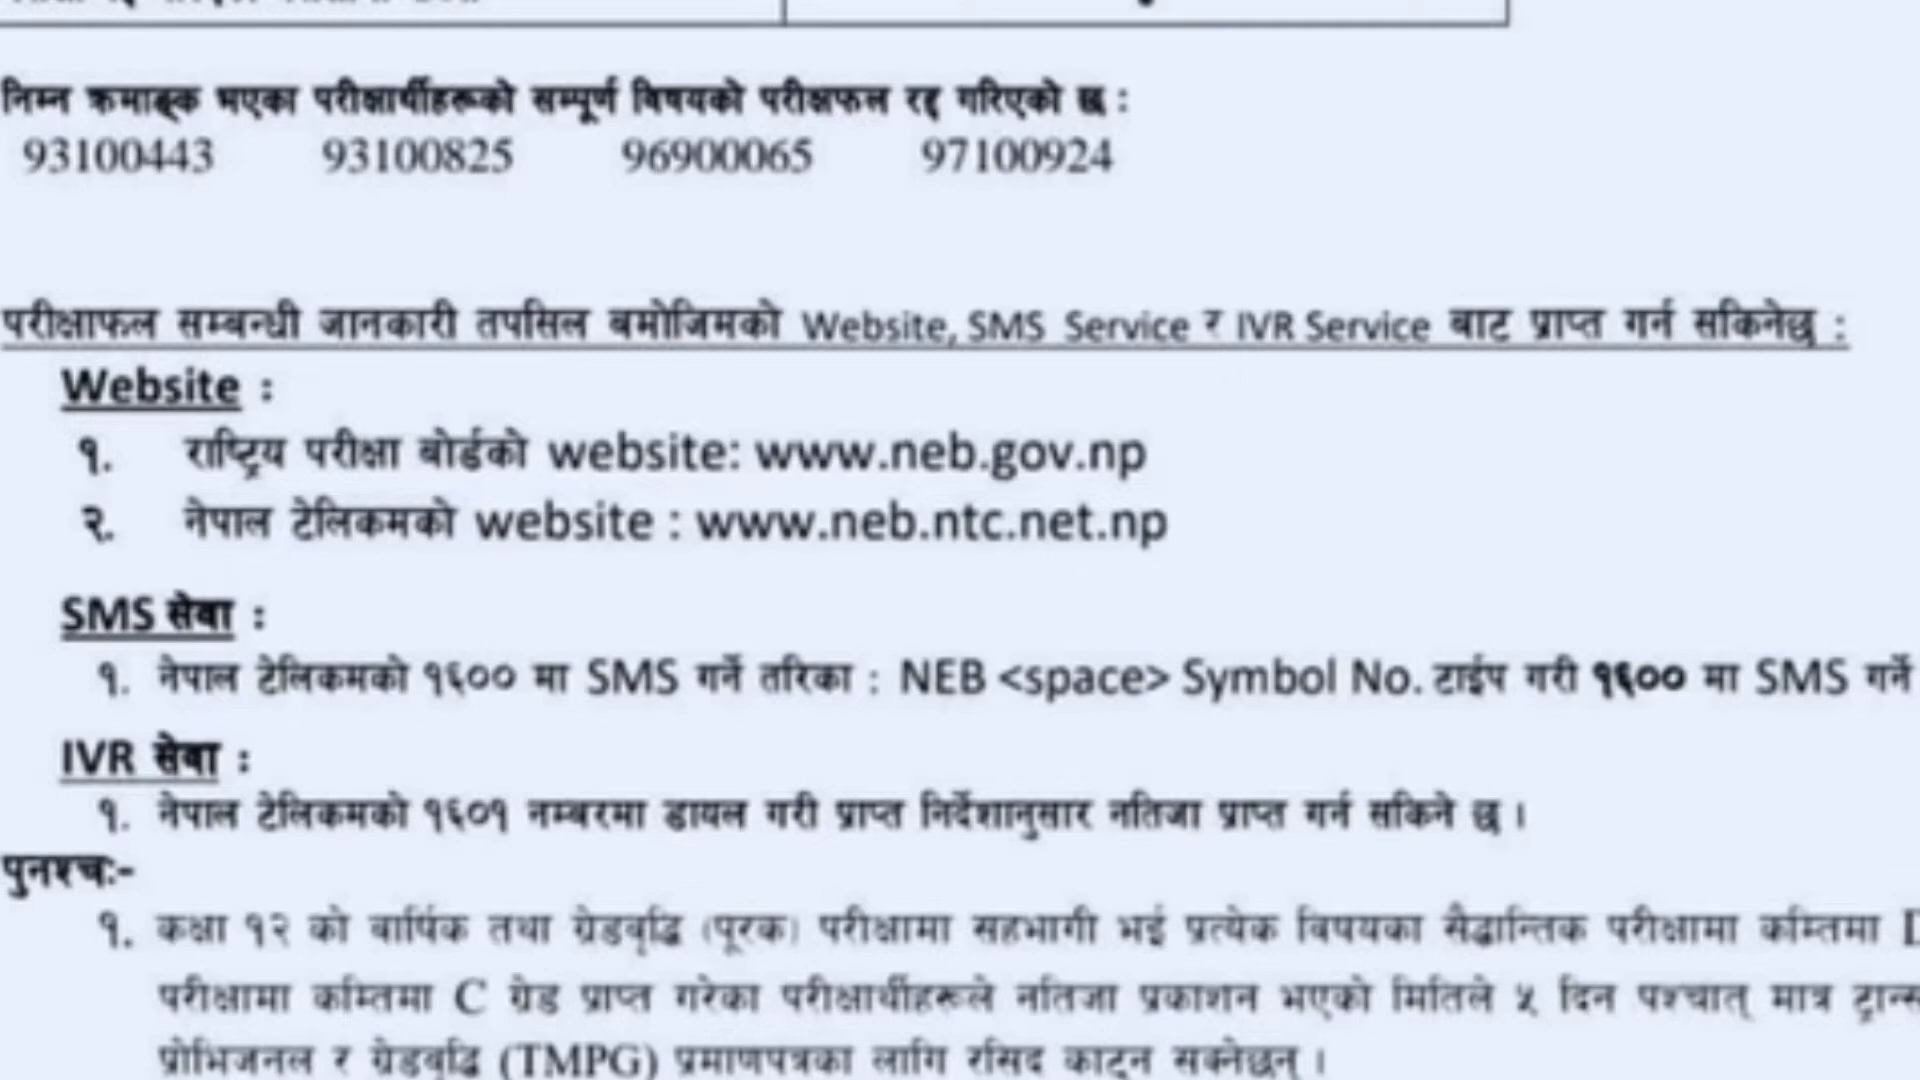 निम्न क्रमाङ्क भएका परीक्षार्थीहरूको सम्पूर्ण विषयको परीक्षफल रद्द गरिएको छ :
93100443 93100825 96900065 97100924
परीक्षाफल सम्बन्धी जानकारी तपसिल बमोजिमको Website, SMS Service र IVR Service बाट प्राप्त गर्न सकिनेछ :
Website :
१. राष्ट्रिय परीक्षा बोर्डको website: www.neb.gov.np
२. नेपाल टेलिकमको website : www.neb.ntc.net.np
SMS सेवा :
१. नेपाल टेलिकमको १६०० मा SMS गर्ने तरिका : NEB <space> Symbol No. टाईप गरी १६०० मा SMS गर्ने
IVR सेवा :
१. नेपाल टेलिकमको १६०१ नम्बरमा डायल गरी प्राप्त निर्देशानुसार नतिजा प्राप्त गर्न सकिने छ ।
पुनश्चः-
१. कक्षा १२ को वार्षिक तथा ग्रेडवृद्धि (पूरक) परीक्षामा सहभागी भई प्रत्येक विषयका सैद्धान्तिक परीक्षामा कम्तिमा D
परीक्षामा कम्तिमा C ग्रेड प्राप्त गरेका परीक्षार्थीहरूले नतिजा प्रकाशन भएको मितिले ५ दिन पश्चात् मात्र ट्रान्स
प्रोभिजनल र ग्रेडवृद्धि (TMPG) प्रमाणपत्रका लागि रसिद काट्न सक्नेछन् ।